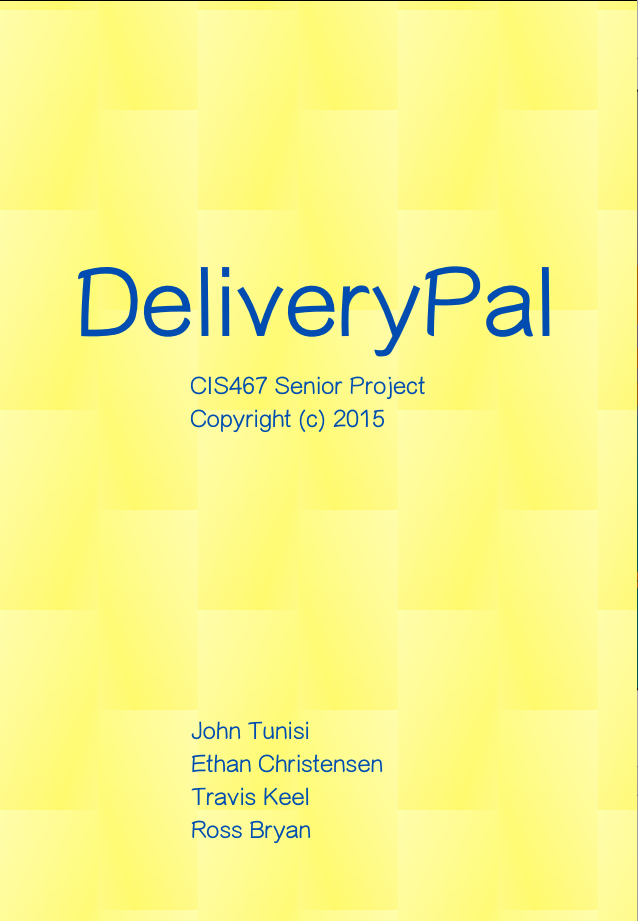 DeliveryPal
CIS467 Senior Project
Copyright (c) 2015
John Tunisi
Ethan Christensen
Travis Keel
Ross Bryan